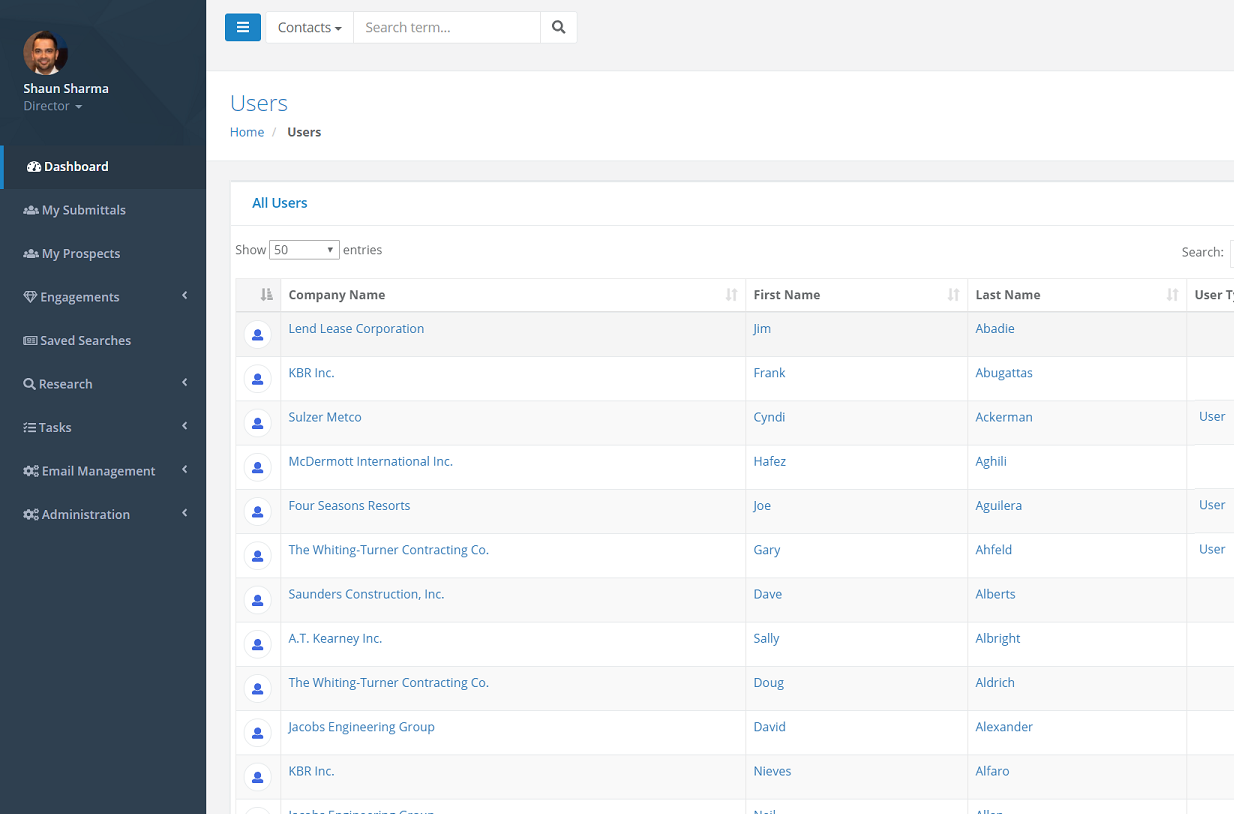 Shaun Sharma
Director
Dashboard
My Submittals
My Prospects
Engagements
Saved Searches
Research
Tasks
Email Management
Administration
Contacts Search term...
Users
Home / Users
All Users
Show 50 entries Search:
Company Name First Name Last Name User T
Lend Lease Corporation Jim Abadie
KBR Inc. Frank Abugattas
Sulzer Metco Cyndi Ackerman User
McDermott International Inc. Hafez Aghili
Four Seasons Resorts Joe Aguilera User
The Whiting-Turner Contracting Co. Gary Ahfeld User
Saunders Construction, Inc. Dave Alberts
A.T. Kearney Inc. Sally Albright
The Whiting-Turner Contracting Co. Doug Aldrich
Jacobs Engineering Group David Alexander
KBR Inc. Nieves Alfaro
Jacobs Engineering Group